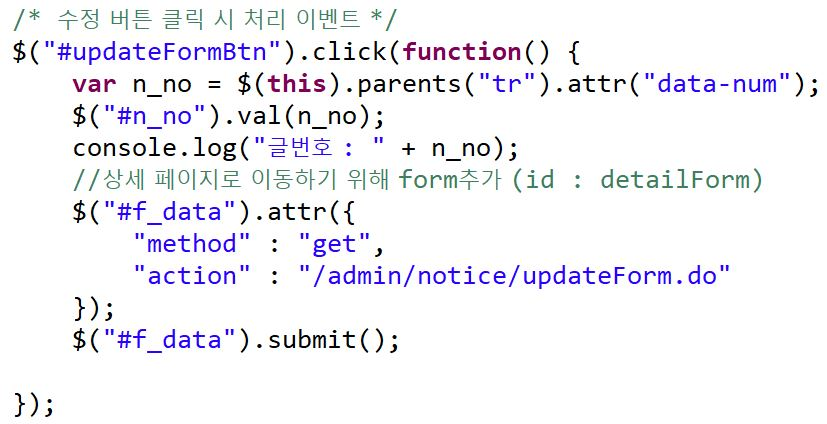 /* 수정 버튼 클릭 시 처리 이벤트 */
$("#updateFormBtn").click(function() {
    var n_no = $(this).parents("tr").attr("data-num");
    $("#n_no").val(n_no);
    console.log("글번호 : " + n_no);
    //상세 페이지로 이동하기 위해 form추가 (id : detailForm)
    $("#f_data").attr({
        "method" : "get",
        "action" : "/admin/notice/updateForm.do"
    });
    $("#f_data").submit();
});